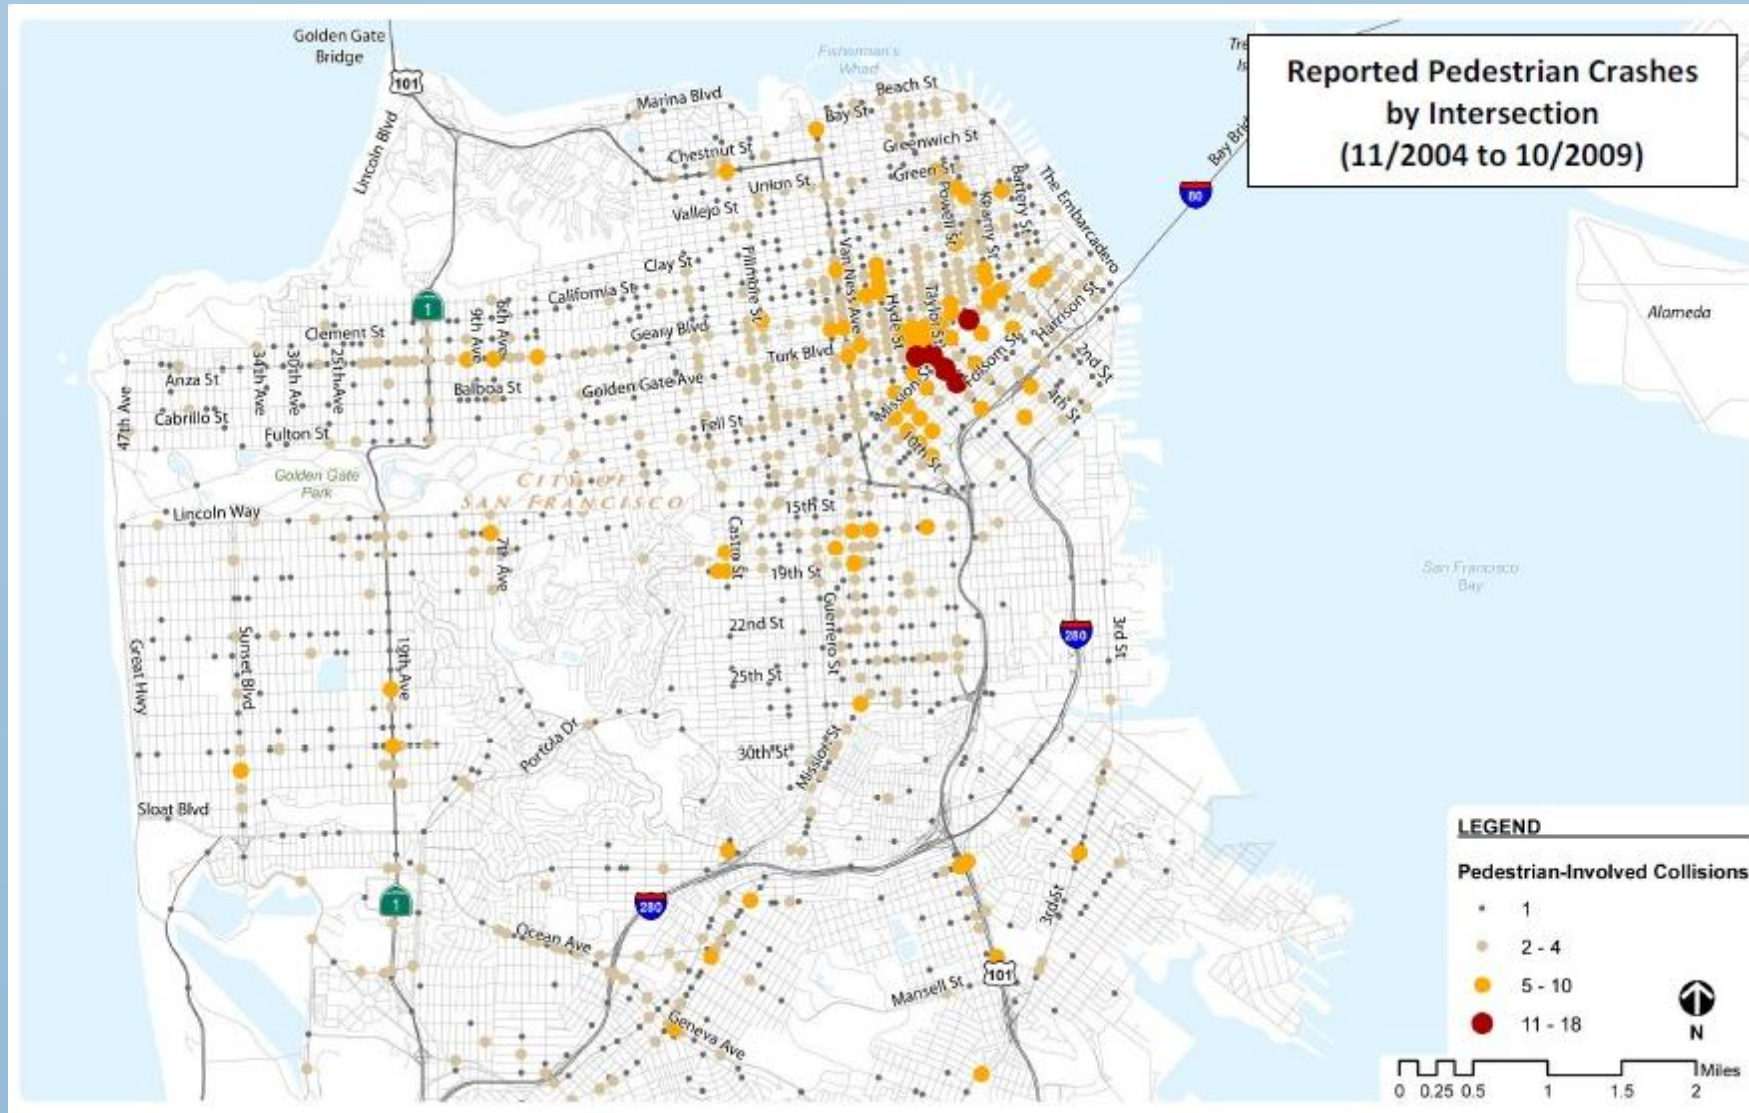 Reported Pedestrian Crashes
by Intersection
(11/2004 to 10/2009)
Golden Gate
Bridge
101
Fisherman's
Wharf
Tre
Is
Beach St
Marina Blvd
Bay St
Lincoln Blvd
Chestnut St
Greenwich St
Bay Brid
80
Union St
Green St
Battery St
The Embarcadero
Vallejo St
Powell St
Kearny St
Van Ness Ave
Fillmore St
Clay St
California St
1
6th Ave
9th Ave
Hyde St
Taylor St
Harrison St
Alameda
Clement St
Geary Blvd
Turk Blvd
Folsom St
2nd St
34th Ave
30th Ave
25th Ave
Anza St
Balboa St
Golden Gate Ave
Mission St
4th St
47th Ave
Cabrillo St
Fulton St
Fell St
10th St
Golden Gate
Park
CITY OF
SAN FRANCISCO
Lincoln Way
15th St
7th Ave
Castro St
19th St
San Francisco
Bay
Guerrero St
22nd St
280
3rd St
Great Hwy
Sunset Blvd
19th Ave
25th St
Portola Dr
30th St
Mission St
Sloat Blvd
1
280
3rd St
Ocean Ave
101
Mansell St
Geneva Ave
LEGEND
Pedestrian-Involved Collisions
1
2 - 4
5 - 10
11 - 18
N
Miles
0 0.25 0.5 1 1.5 2